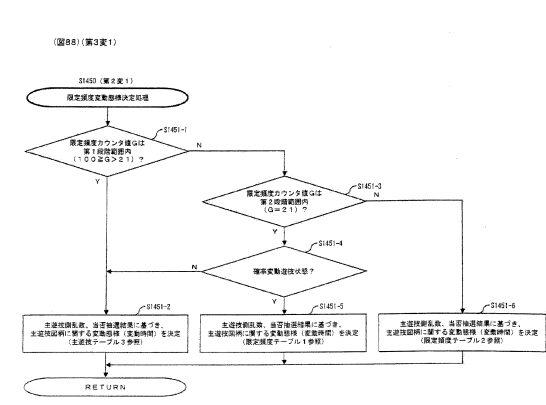 (図88)(第3変1)
S1450 (第2変1)
限定頻度変動態様決定処理
S1451-1
限定頻度カウンタ値Gは
第1段階範囲内
(100≧G>21)?
N
Y
S1451-3
限定頻度カウンタ値Gは
第2段階範囲内
(G=21)?
N
Y
S1451-4
確率変動遊技状態?
N
Y
S1451-2
主遊技側乱数、当否抽選結果に基づき、
主遊技図柄に関する変動態様(変動時間)を決定
(主遊技テーブル3参照)
S1451-5
主遊技側乱数、当否抽選結果に基づき、
主遊技図柄に関する変動態様(変動時間)を決定
(限定頻度テーブル1参照)
S1451-6
主遊技側乱数、当否抽選結果に基づき、
主遊技図柄に関する変動態様(変動時間)を決定
(限定頻度テーブル2参照)
RETURN